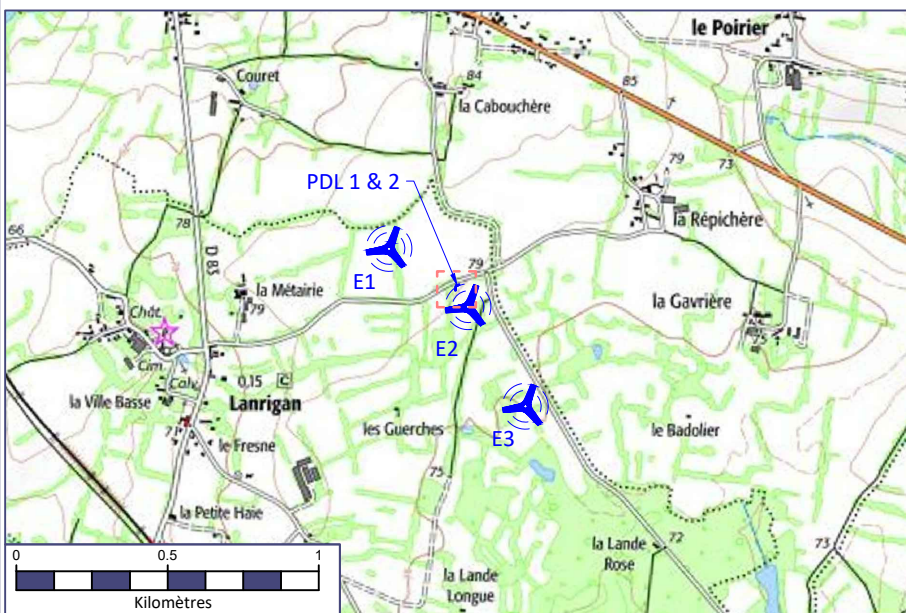 le Poirier
Couret
84
85
la Cabouchère
PDL 1 & 2
79
73
la Répichère
78
66
D 83
E1
79
la Métairie
79
la Gavrière
Chât.
75
E2
Cim.
Calv.
0,15
C
la Ville Basse
Lanrigan
E3
71
les Guerches
le Badolier
le Fresne
75
la Petite Haie
72
la Lande
Rose
73
0
0.5
1
la Lande
Longue
Kilomètres